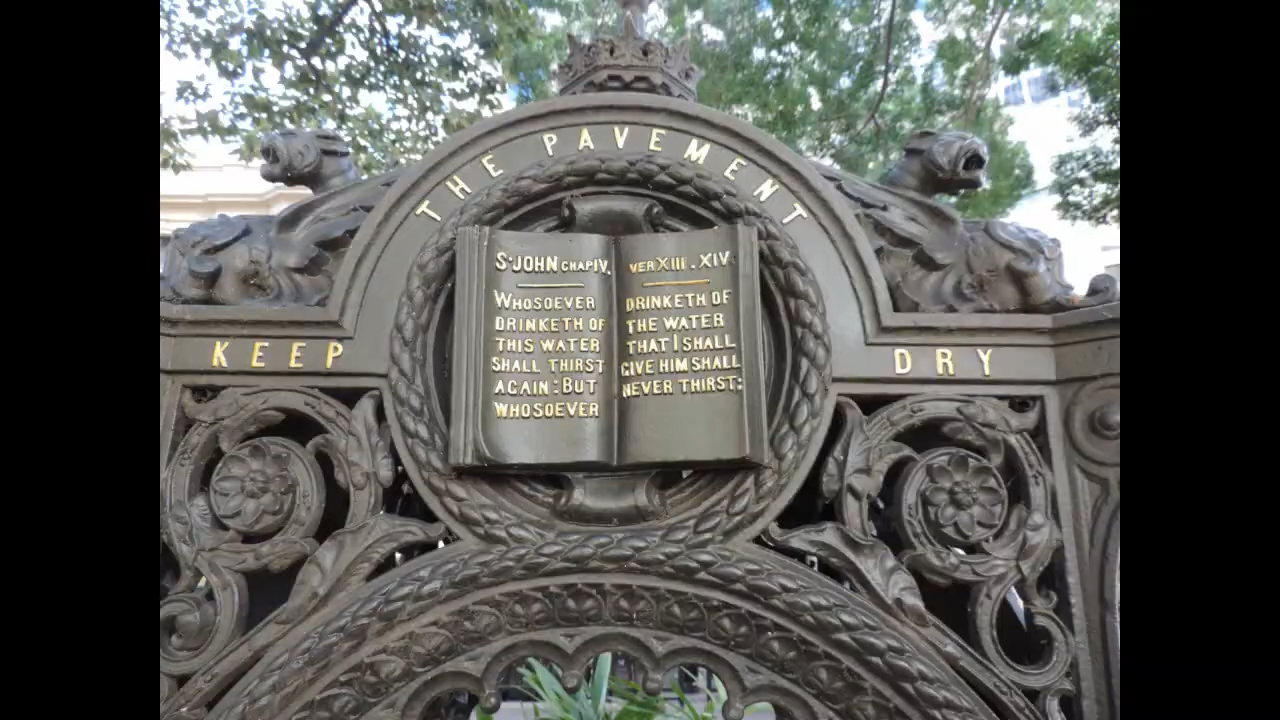 KEEP THE PAVEMENT DRY
S.T JOHN CHAP IV.
WHOSOEVER
DRINKETH OF
THIS WATER
SHALL THIRST
AGAIN: BUT
WHOSOEVER
VER XIII. XIV.
DRINKETH OF
THE WATER
THAT I SHALL
GIVE HIM SHALL
NEVER THIRST: